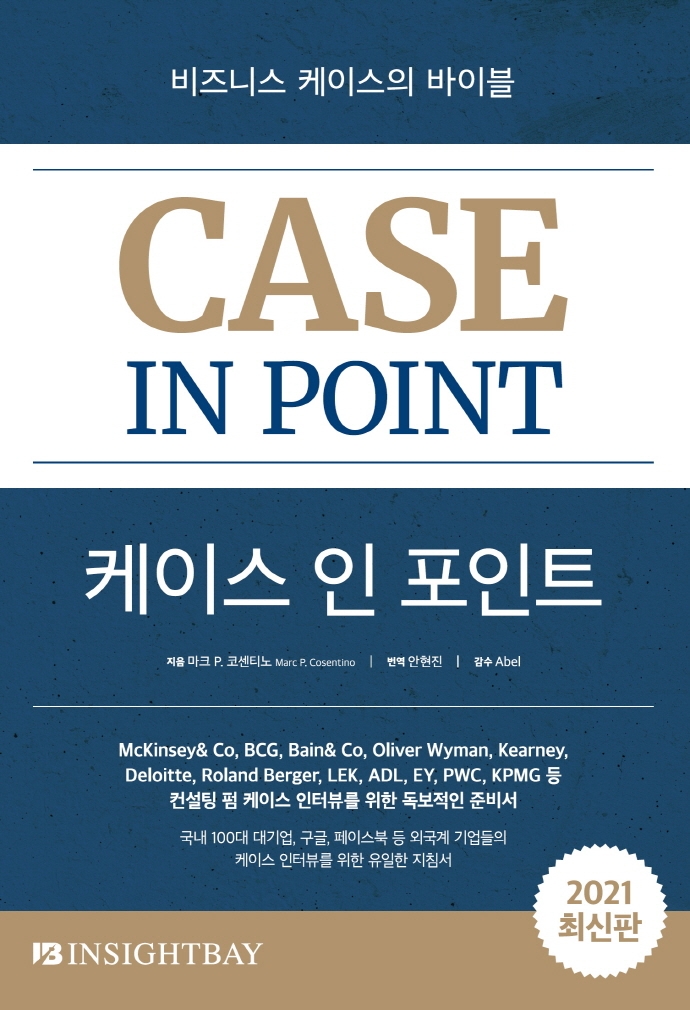 비즈니스 케이스의 바이블
CASE
IN POINT
케이스 인 포인트
지음 마크 P. 코센티노 Marc P. Cosentino | 번역 안현진 | 감수 Abel
McKinsey& Co, BCG, Bain& Co, Oliver Wyman, Kearney,
Deloitte, Roland Berger, LEK, ADL, EY, PWC, KPMG 등
컨설팅 펌 케이스 인터뷰를 위한 독보적인 준비서
국내 100대 대기업, 구글, 페이스북 등 외국계 기업들의
케이스 인터뷰를 위한 유일한 지침서
2021
최신판
IB INSIGHTBAY